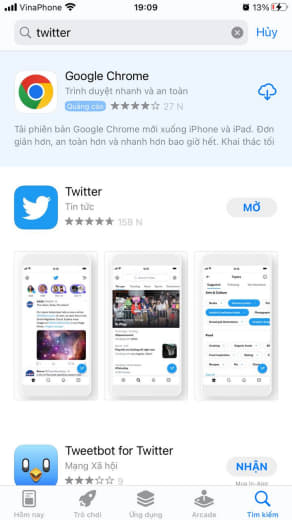 VinaPhone
19:09
13%
twitter
Hủy
Google Chrome
Trình duyệt nhanh và an toàn
Quảng cáo
27 N
Tải phiên bản Google Chrome mới xuống iPhone và iPad. Đơn
giản hơn, an toàn hơn và nhanh hơn bao giờ hết. Khai thác tối
Twitter
Tin tức
158 N
MỞ
Tweetbot for Twitter
Mạng Xã hội
9
NHẬN
Mua In-App
Hôm nay
Trò chơi
Ứng dụng
Arcade
Tìm kiếm